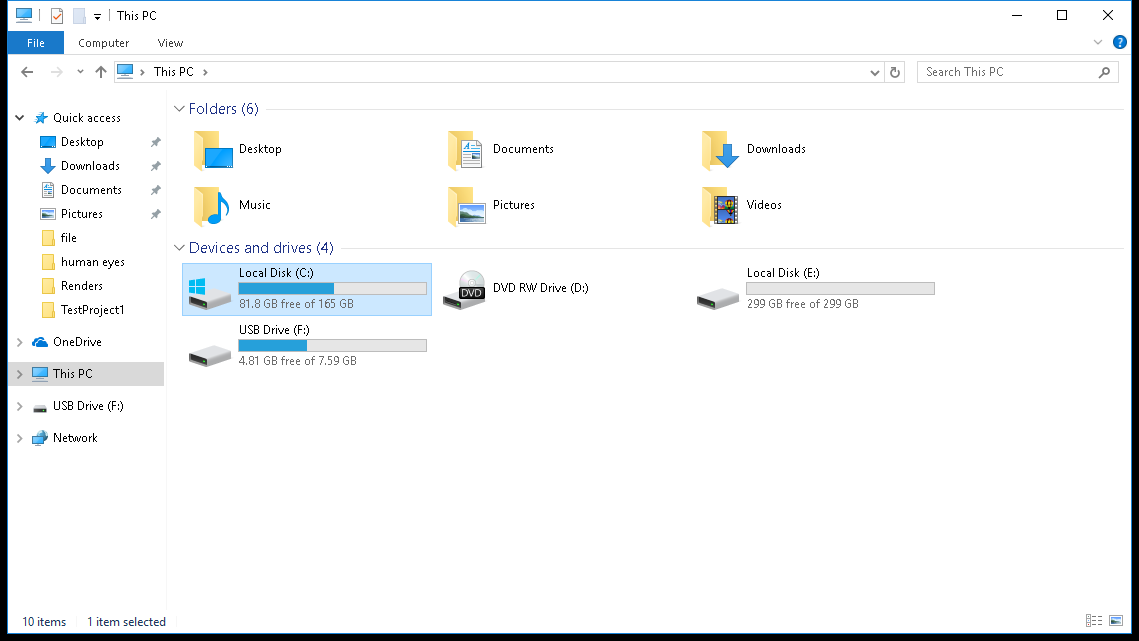 This PC
File Computer View
This PC
Search This PC
Quick access
Desktop
Downloads
Documents
Pictures
file
human eyes
Renders
TestProject1
OneDrive
This PC
USB Drive (F:)
Network
Folders (6)
Desktop
Documents
Downloads
Music
Pictures
Videos
Devices and drives (4)
Local Disk (C:)
81.8 GB free of 165 GB
DVD RW Drive (D:)
DVD
Local Disk (E:)
299 GB free of 299 GB
USB Drive (F:)
4.81 GB free of 7.59 GB
10 items 1 item selected